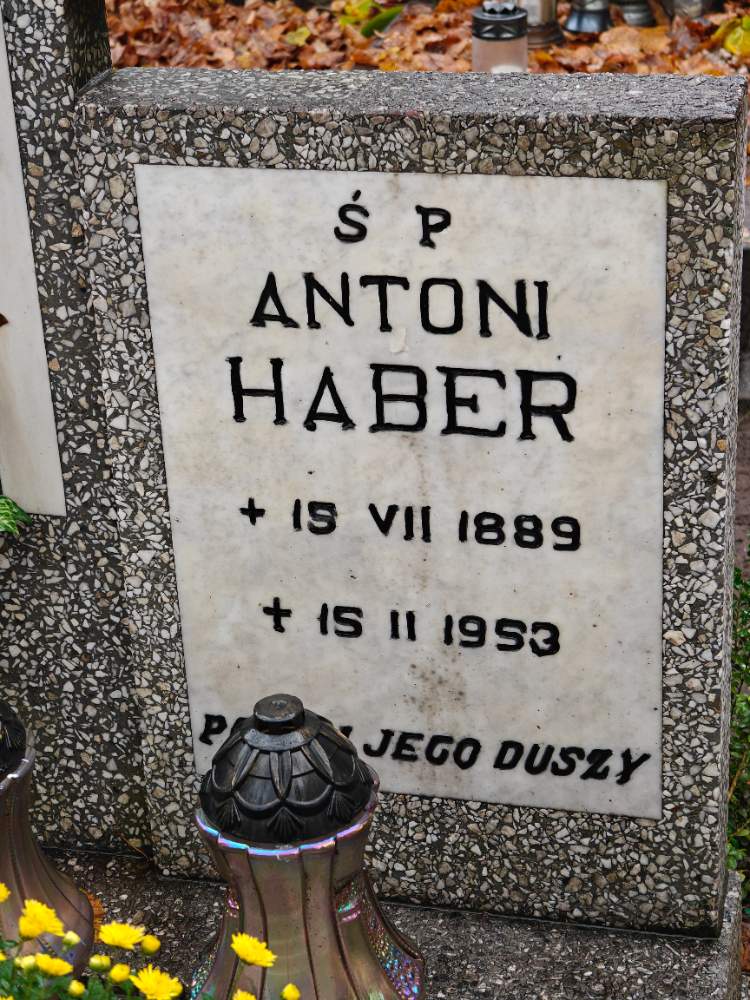 Ś P
ANTONI
HABER
+ 15 VII 1889
+ 15 II 1953
JEGO DUSZY